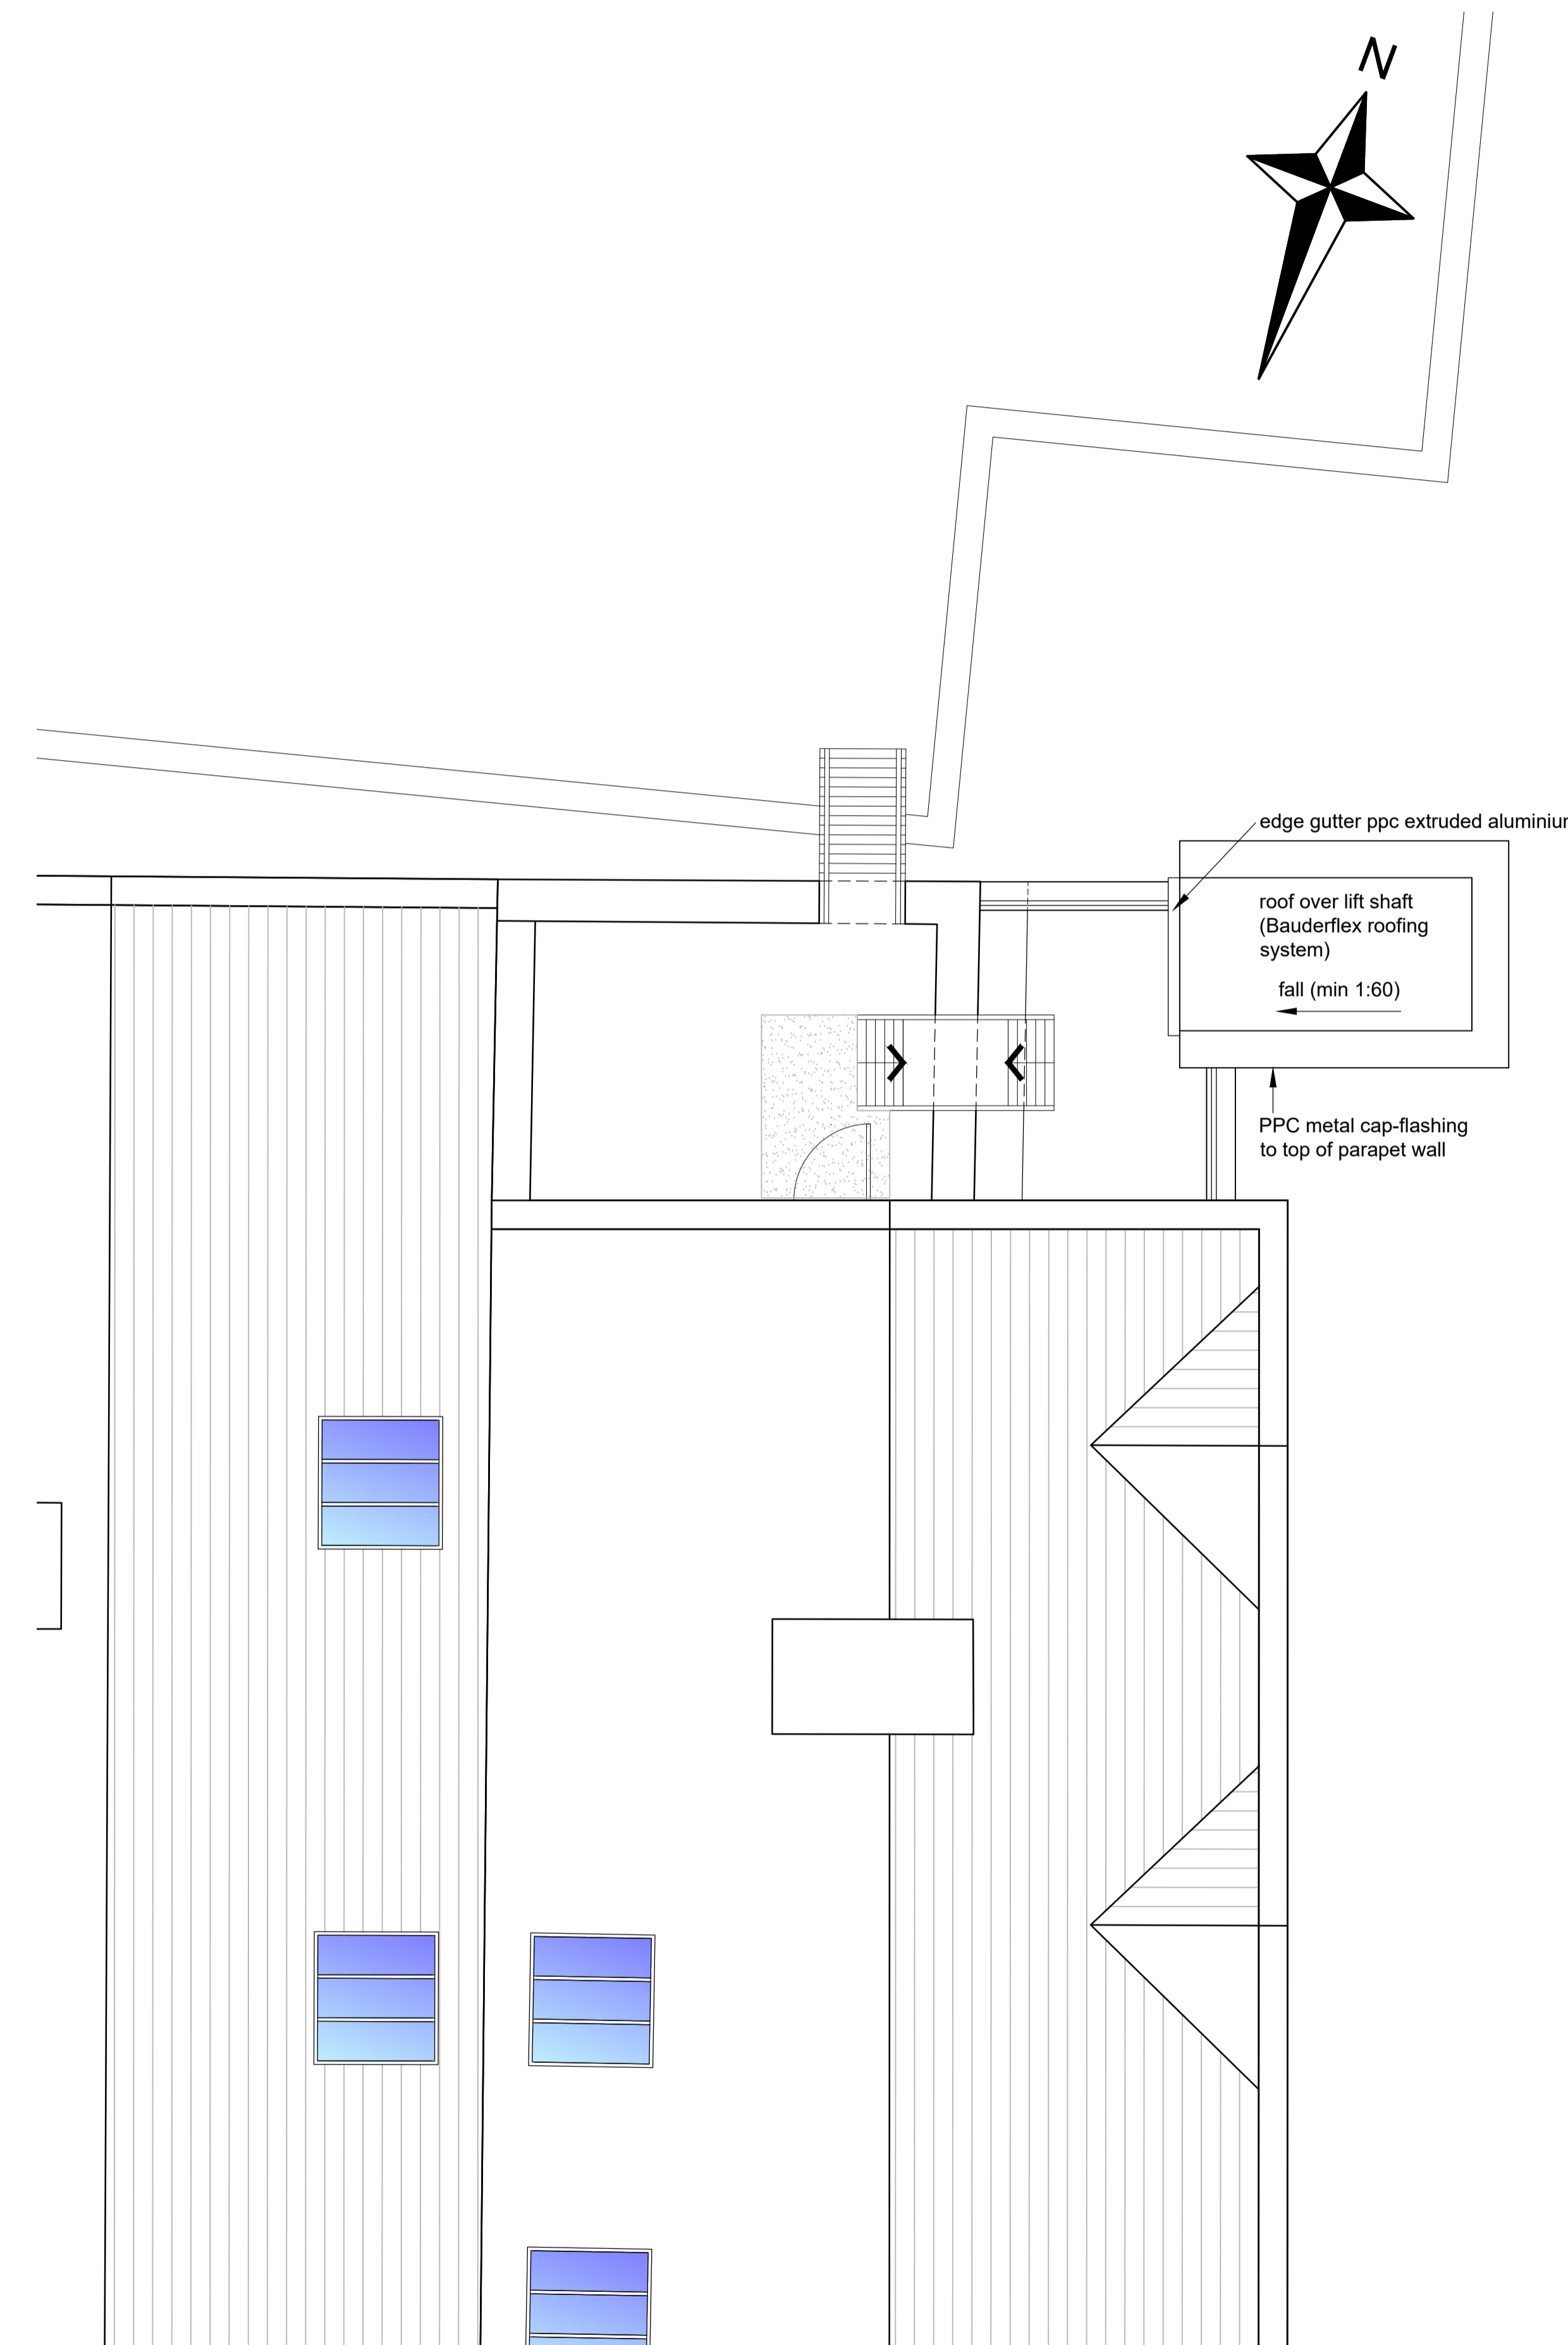 N
edge gutter ppc extruded
roof over lift shaft
(Bauderflex roofing
system)
fall (min 1:60)
PPC metal cap-flashing
to top of parapet wall